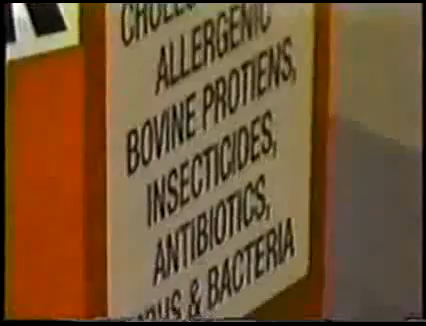 ALLERGENIC
BOVINE PROTIENS,
INSECTICIDES,
ANTIBIOTICS,
& BACTERIA